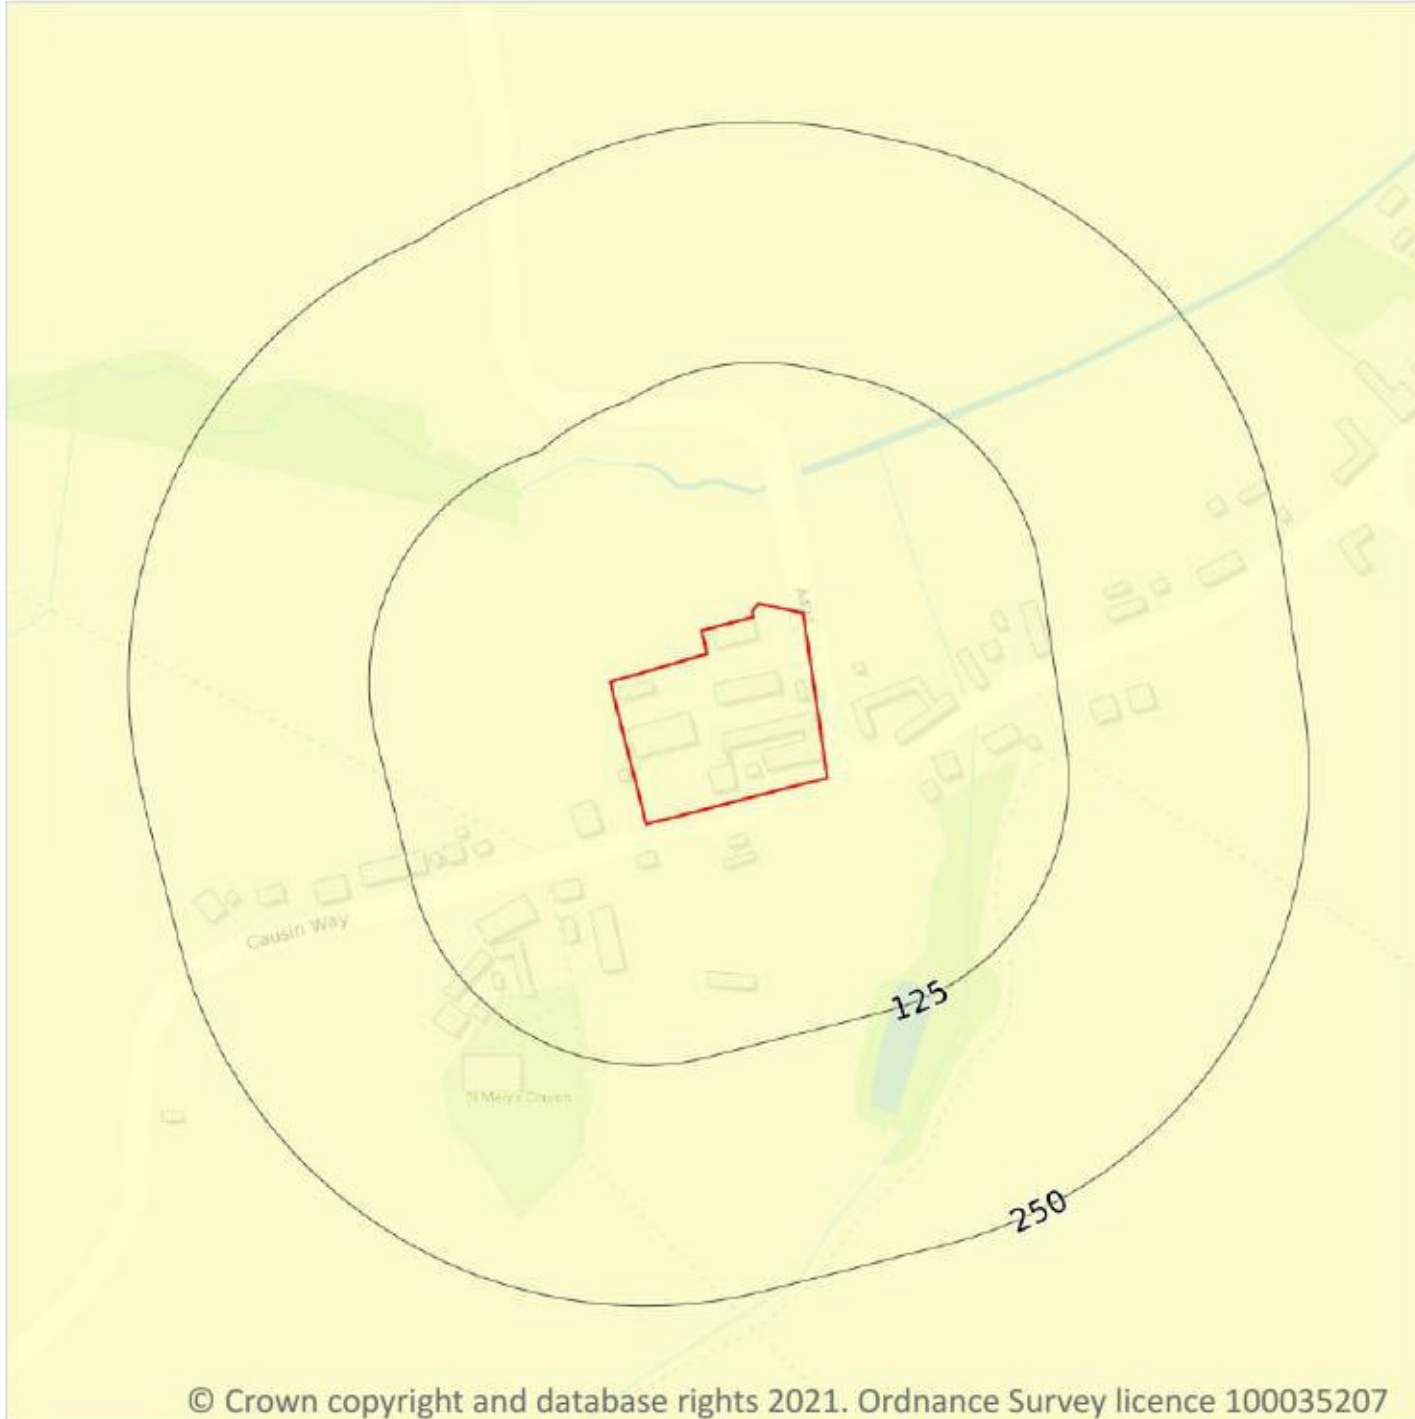 Causin Way
St Mary's Church
125
250
© Crown copyright and database rights 2021. Ordnance Survey licence 100035207